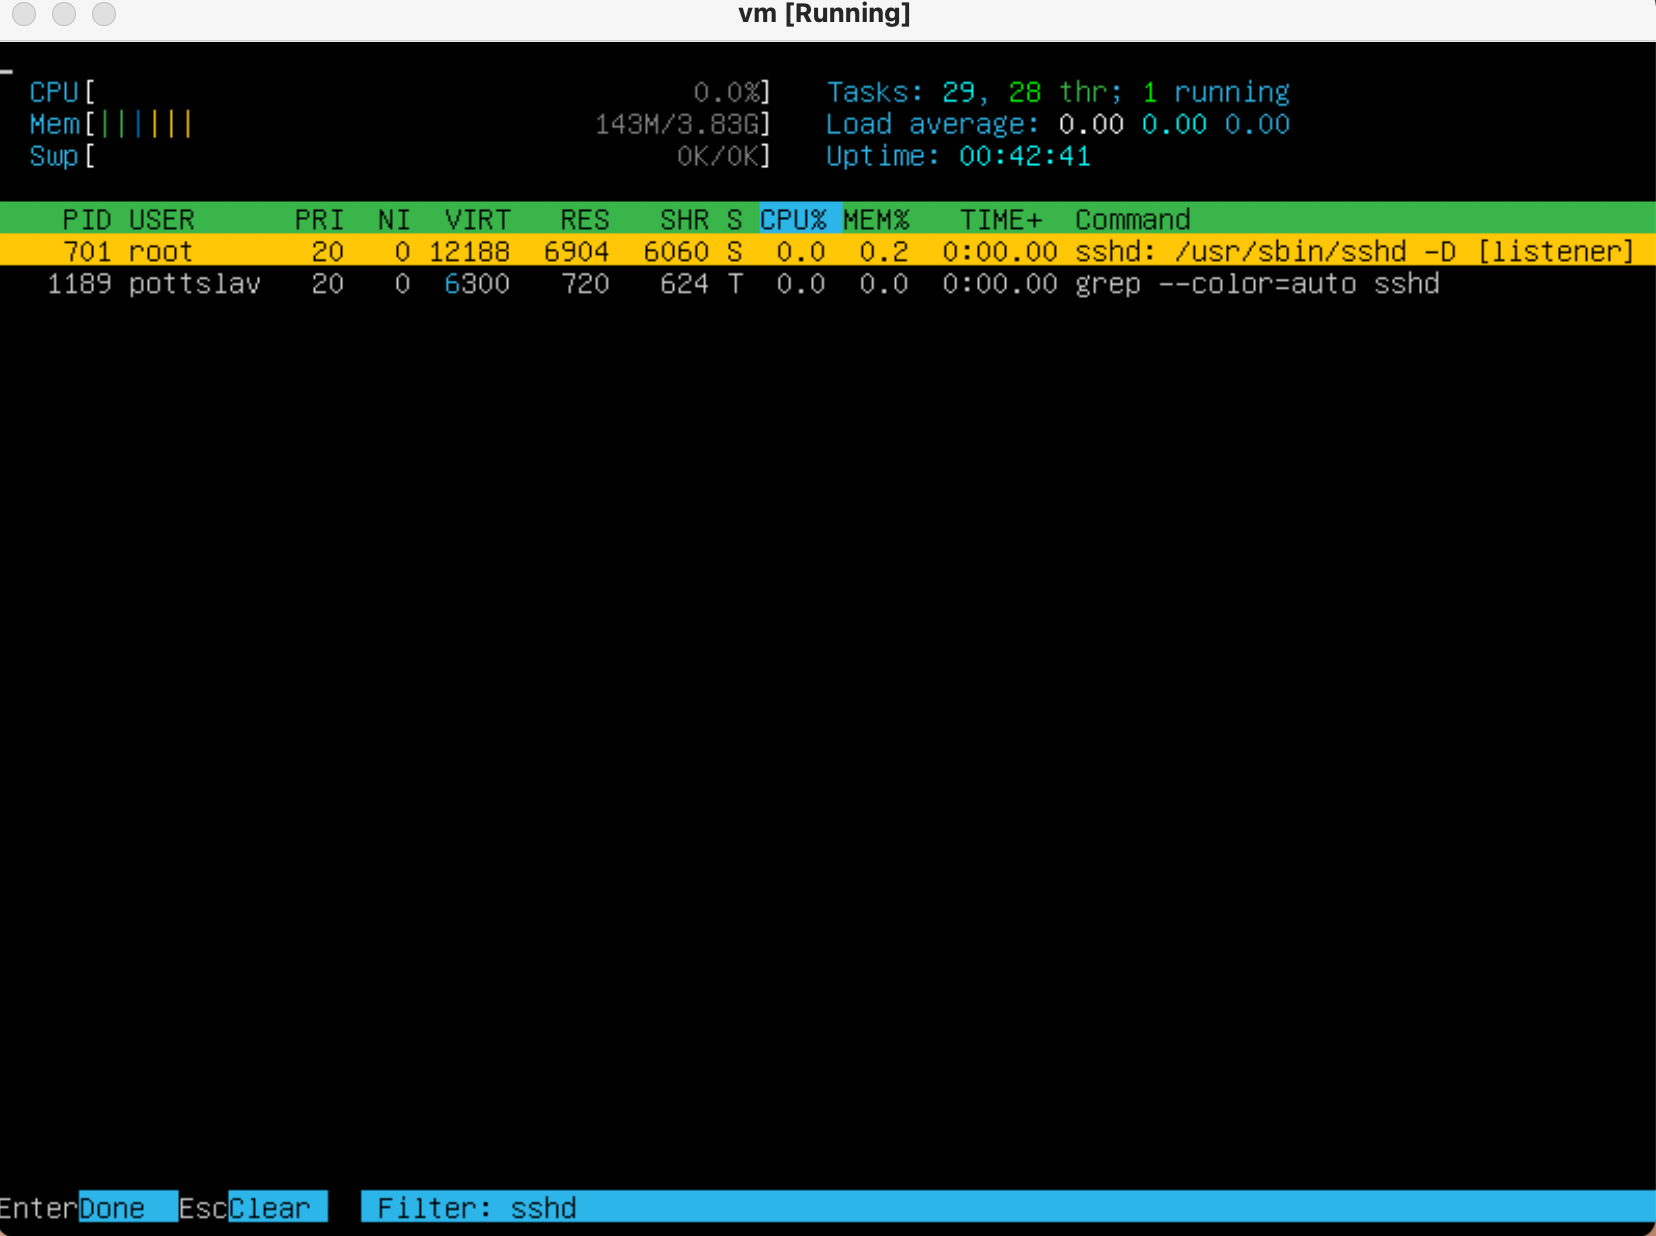 vm [Running]
CPU[ 0.0%] Tasks: 29, 28 thr; 1 running
Mem[|||||| 143M/3.83G] Load average: 0.00 0.00 0.00
Swp[ 0K/0K] Uptime: 00:42:41
PID USER PRI NI VIRT RES SHR S CPU% MEM% TIME+ Command
701 root 20 0 12188 6904 6060 S 0.0 0.2 0:00.00 sshd: /usr/sbin/sshd -D [listener]
1189 pottslav 20 0 6300 720 624 T 0.0 0.0 0:00.00 grep --color=auto sshd
EnterDone EscClear Filter: sshd